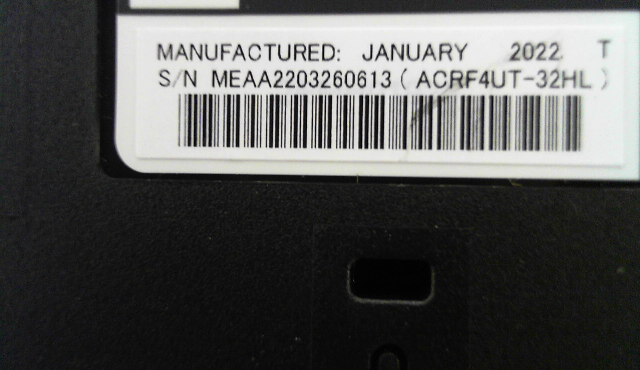 MANUFACTURED: JANUARY 2022 T
S/N MEAA2203260613 ( ACRF4UT-32HL )